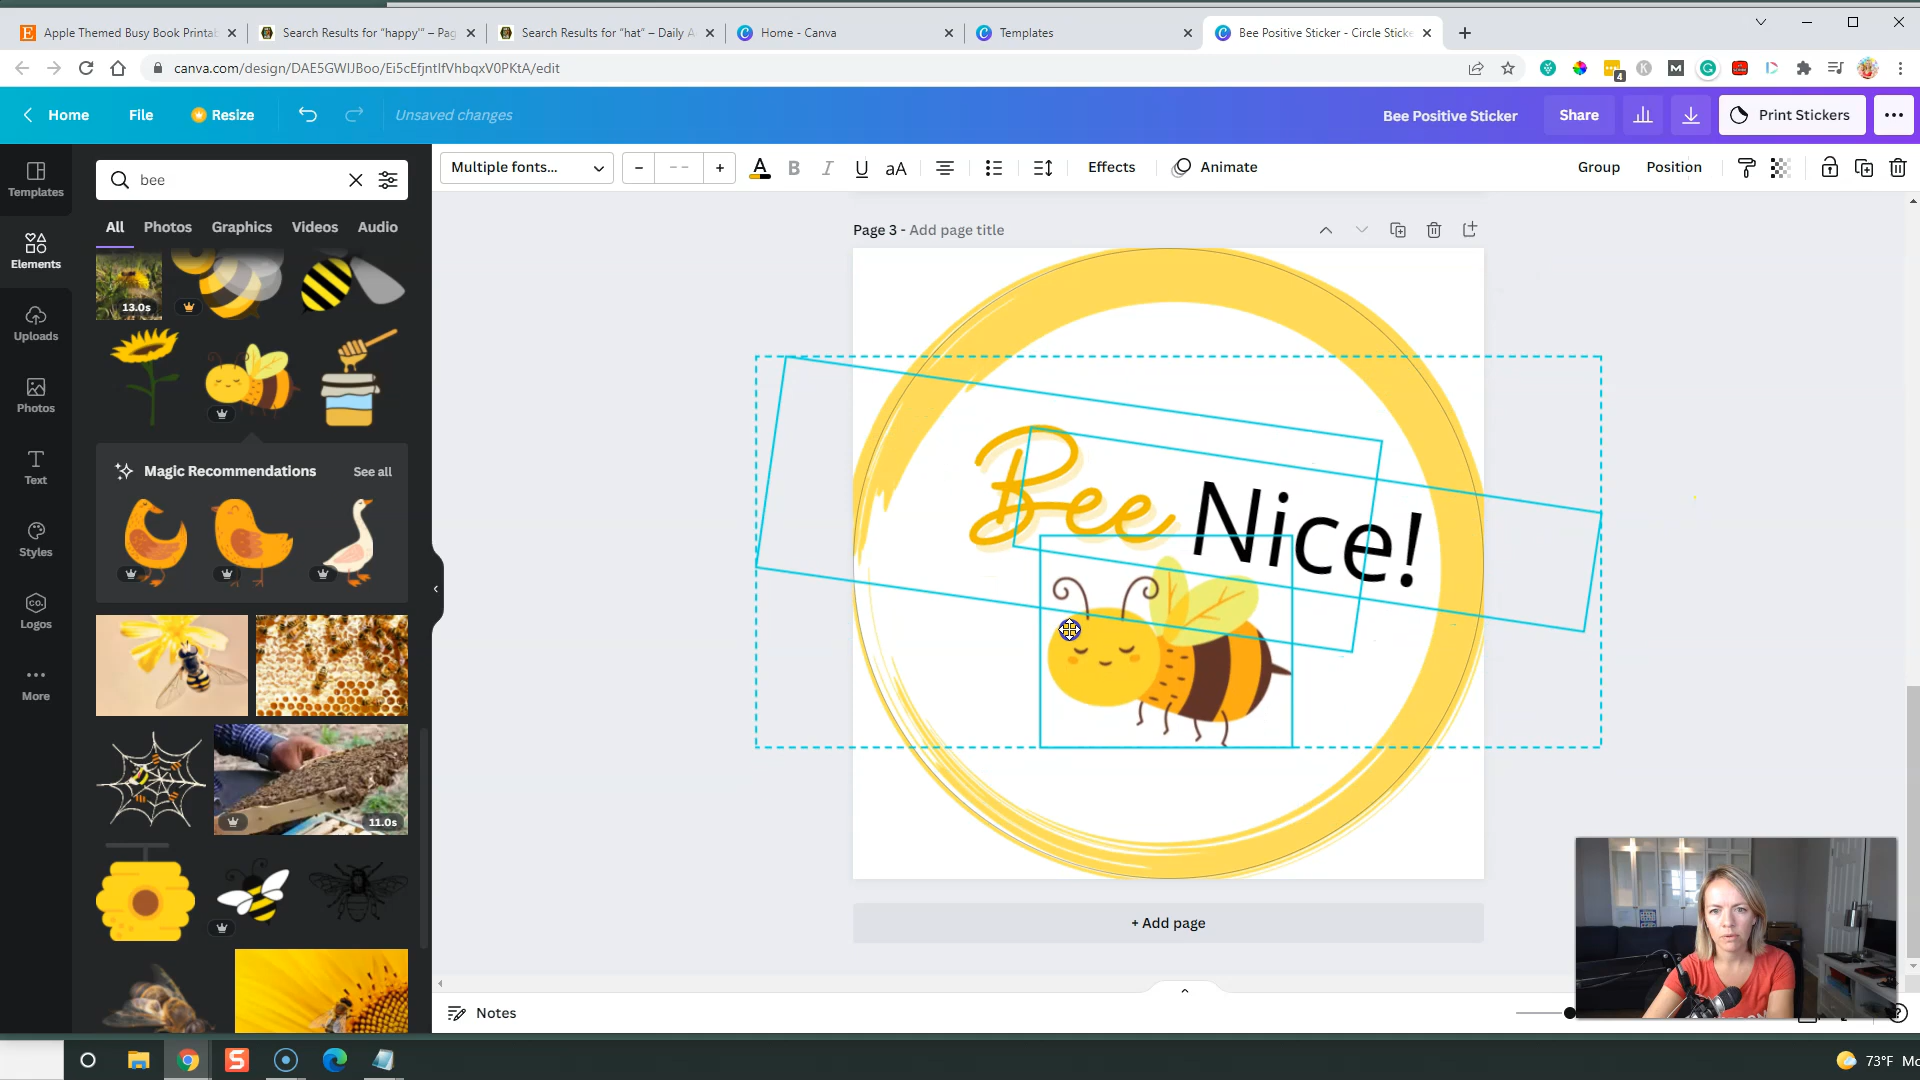 Apple Themed Busy Book Printab
Search Results for "happy" – Pag
Search Results for "hat" – Daily A
Home - Canva
Templates
Bee Positive Sticker - Circle Sticke
canva.com/design/DAE5GWIJBoo/Ei5cEfjntIfVhbqxV0PKtA/edit
4
Home
File
Resize
Unsaved changes
Bee Positive Sticker
Share
Print Stickers
Templates
Elements
Uploads
Photos
Text
Styles
Logos
More
bee
All
Photos
Graphics
Videos
Audio
13.0s
Magic Recommendations
See all
11.0s
Multiple fonts...
Effects
Animate
Group
Position
Page 3 - Add page title
Bee Nice!
+ Add page
Notes
73°F Mo